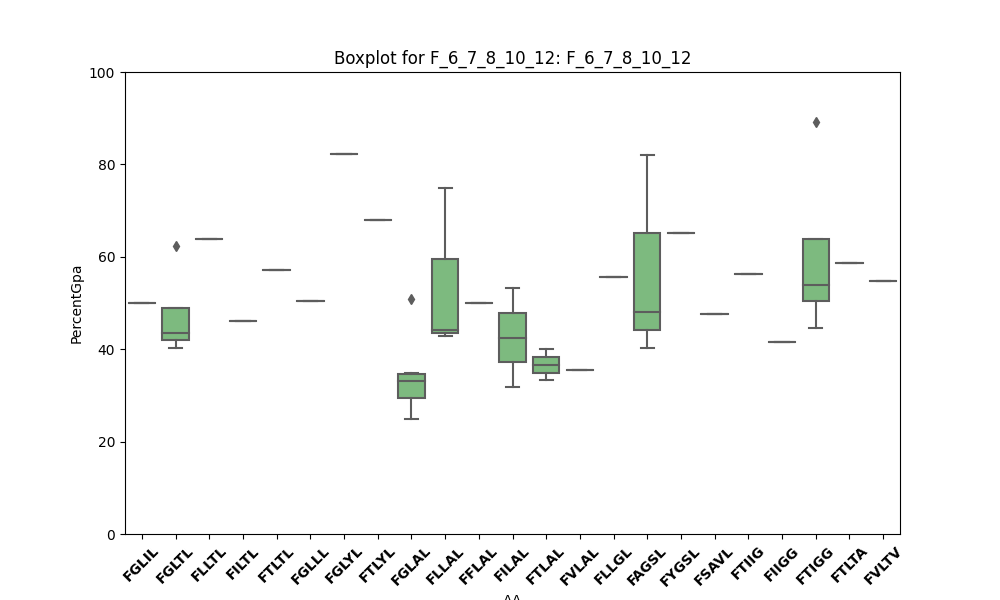 Boxplot for F_6_7_8_10_12: F_6_7_8_10_12
100
80
60
40
20
0
PercentGpa
FGLIL FGLTL FLLTL FILTL FTLTL FGLLL FGLYL FTLYL FGLAL FLLAL FFLAL FILAL FTLAL FVLAL FLLGL FAGSL FYGSL FSAVL FTIIG FIIGG FTIGG FTLTA FVLTV
AA